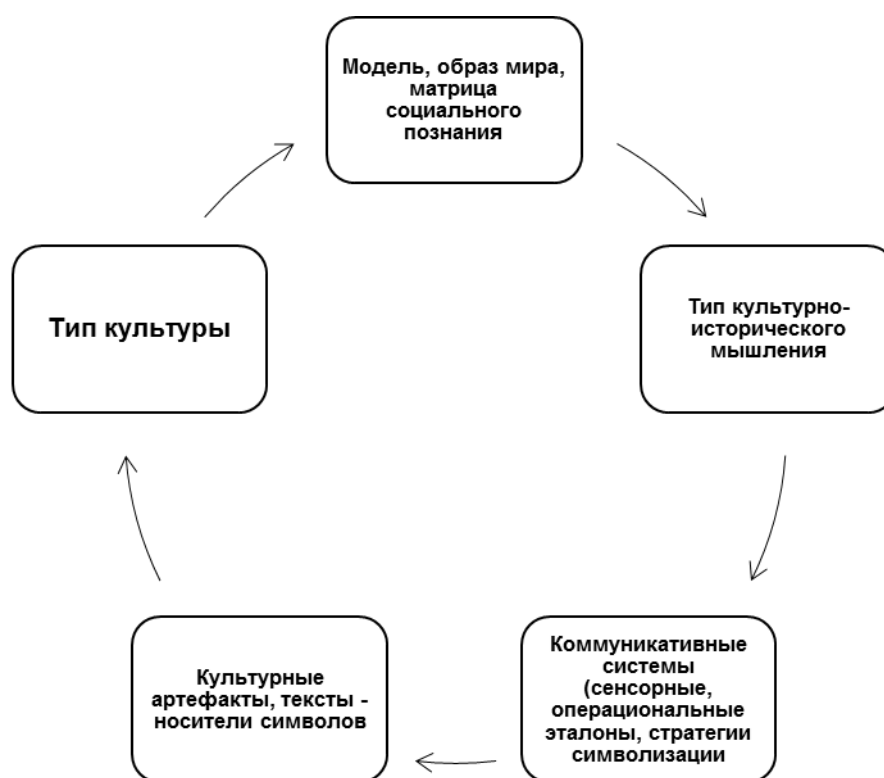 Модель, образ мира,
матрица
социального
познания
Тип культуры
Тип культурно-
исторического
мышления
Культурные
артефакты, тексты -
носители символов
Коммуникативные
системы
(сенсорные,
операциональные
эталоны, стратегии
символизации